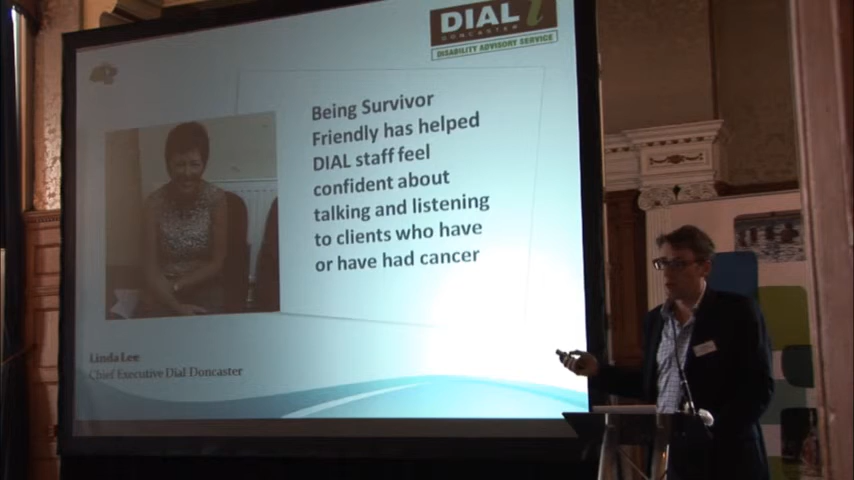 DIAL i
DONCASTER
DISABILITY ADVISORY SERVICE
Being Survivor
Friendly has helped
DIAL staff feel
confident about
talking and listening
to clients who have
or have had cancer
Linda Lee
Chief Executive Dial Doncaster